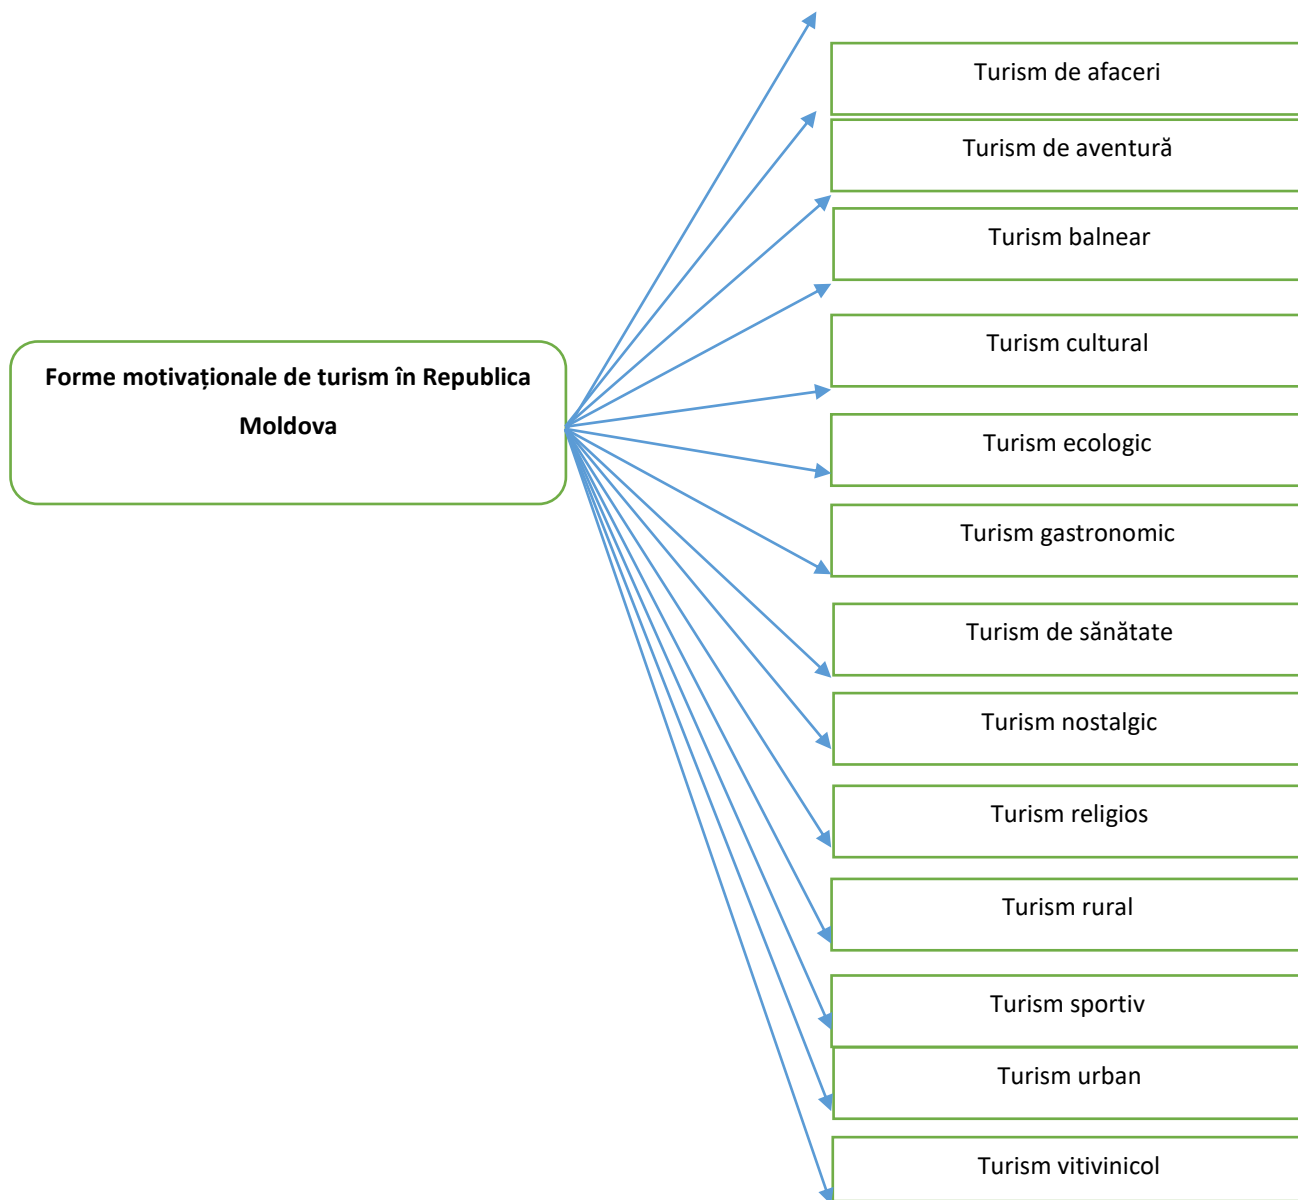 Turism de afaceri
Turism de aventură
Turism balnear
Turism cultural
Forme motivaționale de turism în Republica
Moldova
Turism ecologic
Turism gastronomic
Turism de sănătate
Turism nostalgic
Turism religios
Turism rural
Turism sportiv
Turism urban
Turism vitivinicol